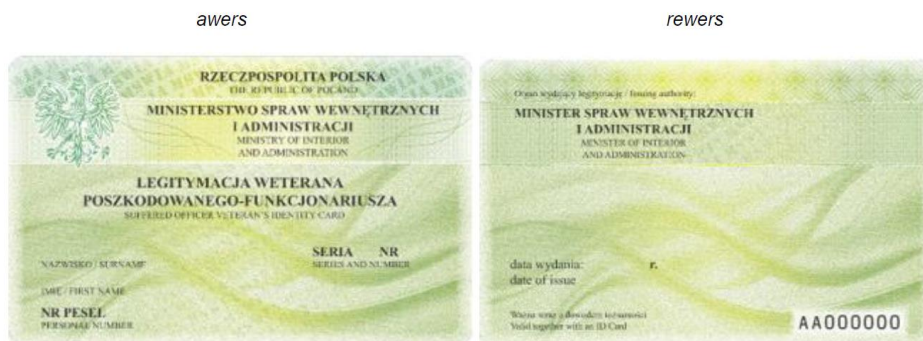 awers
rewers
RZECZPOSPOLITA POLSKA
THE REPUBLIC OF POLAND
MINISTERSTWO SPRAW WEWNĘTRZNYCH
I ADMINISTRACJI
MINISTRY OF INTERIOR
AND ADMINISTRATION
LEGITYMACJA WETERANA
POSZKODOWANEGO-FUNKCJONARIUSZA
SUFFERED OFFICER VETERAN'S IDENTITY CARD
SERIA NR
SERIES AND NUMBER
NAZWISKO / SURNAME
IMIĘ / FIRST NAME
NR PESEL
PERSONAL NUMBER
Organ wydający legitymację / Issuing authority:
MINISTER SPRAW WEWNĘTRZNYCH
I ADMINISTRACJI
MINISTER OF INTERIOR
AND ADMINISTRATION
data wydania: r.
date of issue
Ważna wraz z dowodem tożsamości
Valid together with an ID Card
AA000000